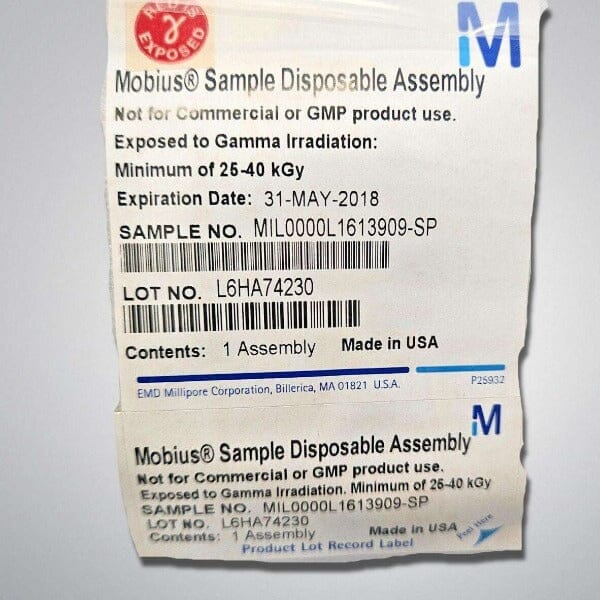 RED IS
γ
EXPOSED
M
Mobius® Sample Disposable Assembly
Not for Commercial or GMP product use.
Exposed to Gamma Irradiation:
Minimum of 25-40 kGy
Expiration Date: 31-MAY-2018
SAMPLE NO. MIL0000L1613909-SP
LOT NO. L6HA74230
Contents: 1 Assembly Made in USA
EMD Millipore Corporation, Billerica, MA 01821 U.S.A. P25932
M
Mobius® Sample Disposable Assembly
Not for Commercial or GMP product use.
Exposed to Gamma Irradiation. Minimum of 25-40 kGy
SAMPLE NO. MIL0000L1613909-SP
LOT NO. L6HA74230
Contents: 1 Assembly Made in USA Peel Here
Product Lot Record Label